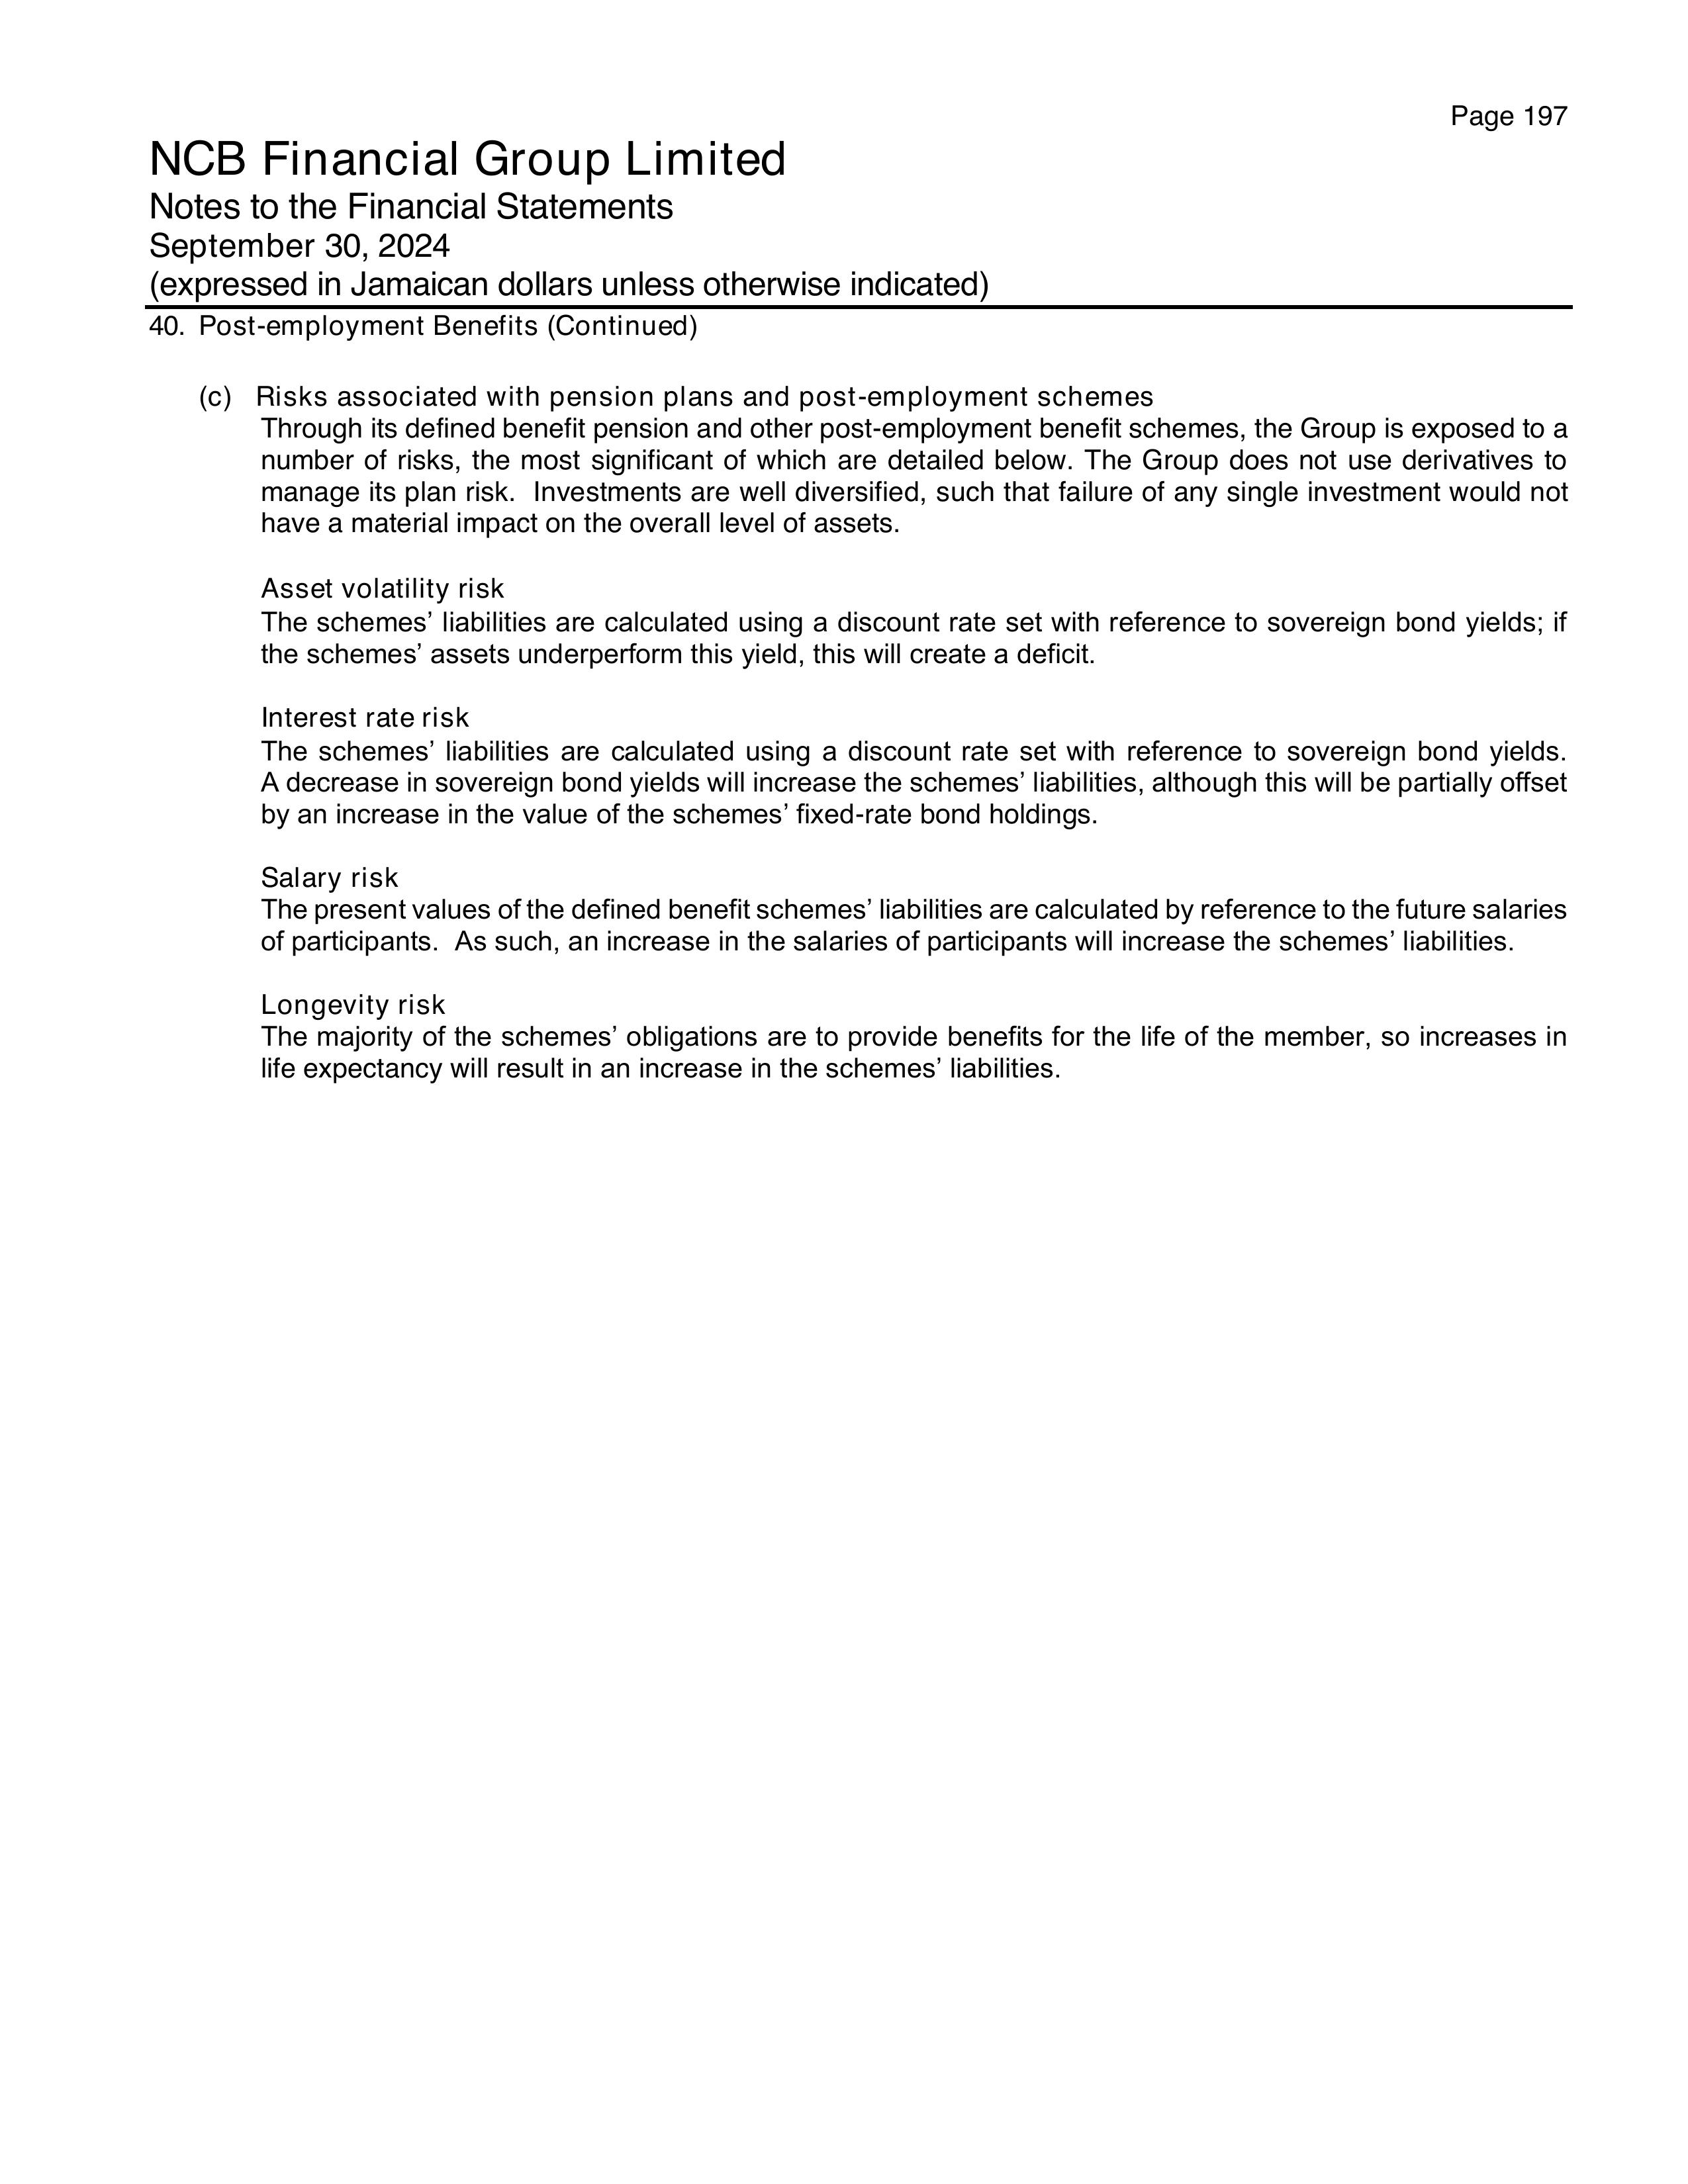 Page 197
NCB Financial Group Limited
Notes to the Financial Statements
September 30, 2024
(expressed in Jamaican dollars unless otherwise indicated)
40. Post-employment Benefits (Continued)
(c) Risks associated with pension plans and post-employment schemes
Through its defined benefit pension and other post-employment benefit schemes, the Group is exposed to a
number of risks, the most significant of which are detailed below. The Group does not use derivatives to
manage its plan risk. Investments are well diversified, such that failure of any single investment would not
have a material impact on the overall level of assets.
Asset volatility risk
The schemes’ liabilities are calculated using a discount rate set with reference to sovereign bond yields; if
the schemes’ assets underperform this yield, this will create a deficit.
Interest rate risk
The schemes’ liabilities are calculated using a discount rate set with reference to sovereign bond yields.
A decrease in sovereign bond yields will increase the schemes’ liabilities, although this will be partially offset
by an increase in the value of the schemes’ fixed-rate bond holdings.
Salary risk
The present values of the defined benefit schemes’ liabilities are calculated by reference to the future salaries
of participants. As such, an increase in the salaries of participants will increase the schemes’ liabilities.
Longevity risk
The majority of the schemes’ obligations are to provide benefits for the life of the member, so increases in
life expectancy will result in an increase in the schemes’ liabilities.